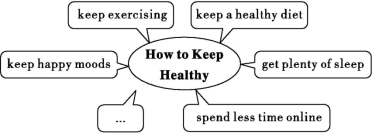 keep exercising
keep a healthy diet
keep happy moods
How to Keep
Healthy
get plenty of sleep
...
spend less time online